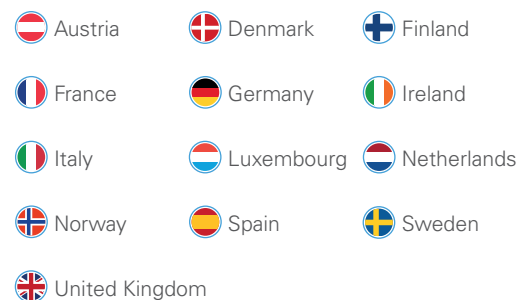 Austria Denmark Finland
France Germany Ireland
Italy Luxembourg Netherlands
Norway Spain Sweden
United Kingdom